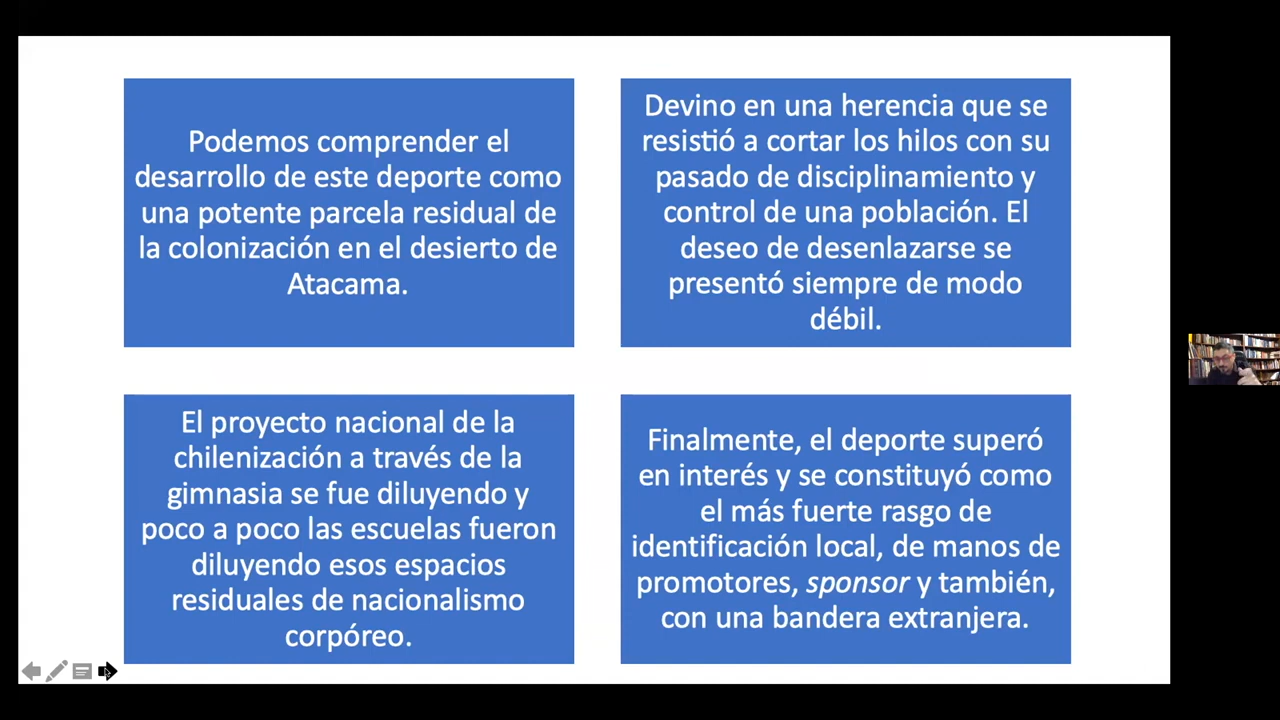 Podemos comprender el
desarrollo de este deporte como
una potente parcela residual de
la colonización en el desierto de
Atacama.
Devino en una herencia que se
resistió a cortar los hilos con su
pasado de disciplinamiento y
control de una población. El
deseo de desenlazarse se
presentó siempre de modo
débil.
El proyecto nacional de la
chilenización a través de la
gimnasia se fue diluyendo y
poco a poco las escuelas fueron
diluyendo esos espacios
residuales de nacionalismo
corpóreo.
Finalmente, el deporte superó
en interés y se constituyó como
el más fuerte rasgo de
identificación local, de manos de
promotores, sponsor y también,
con una bandera extranjera.